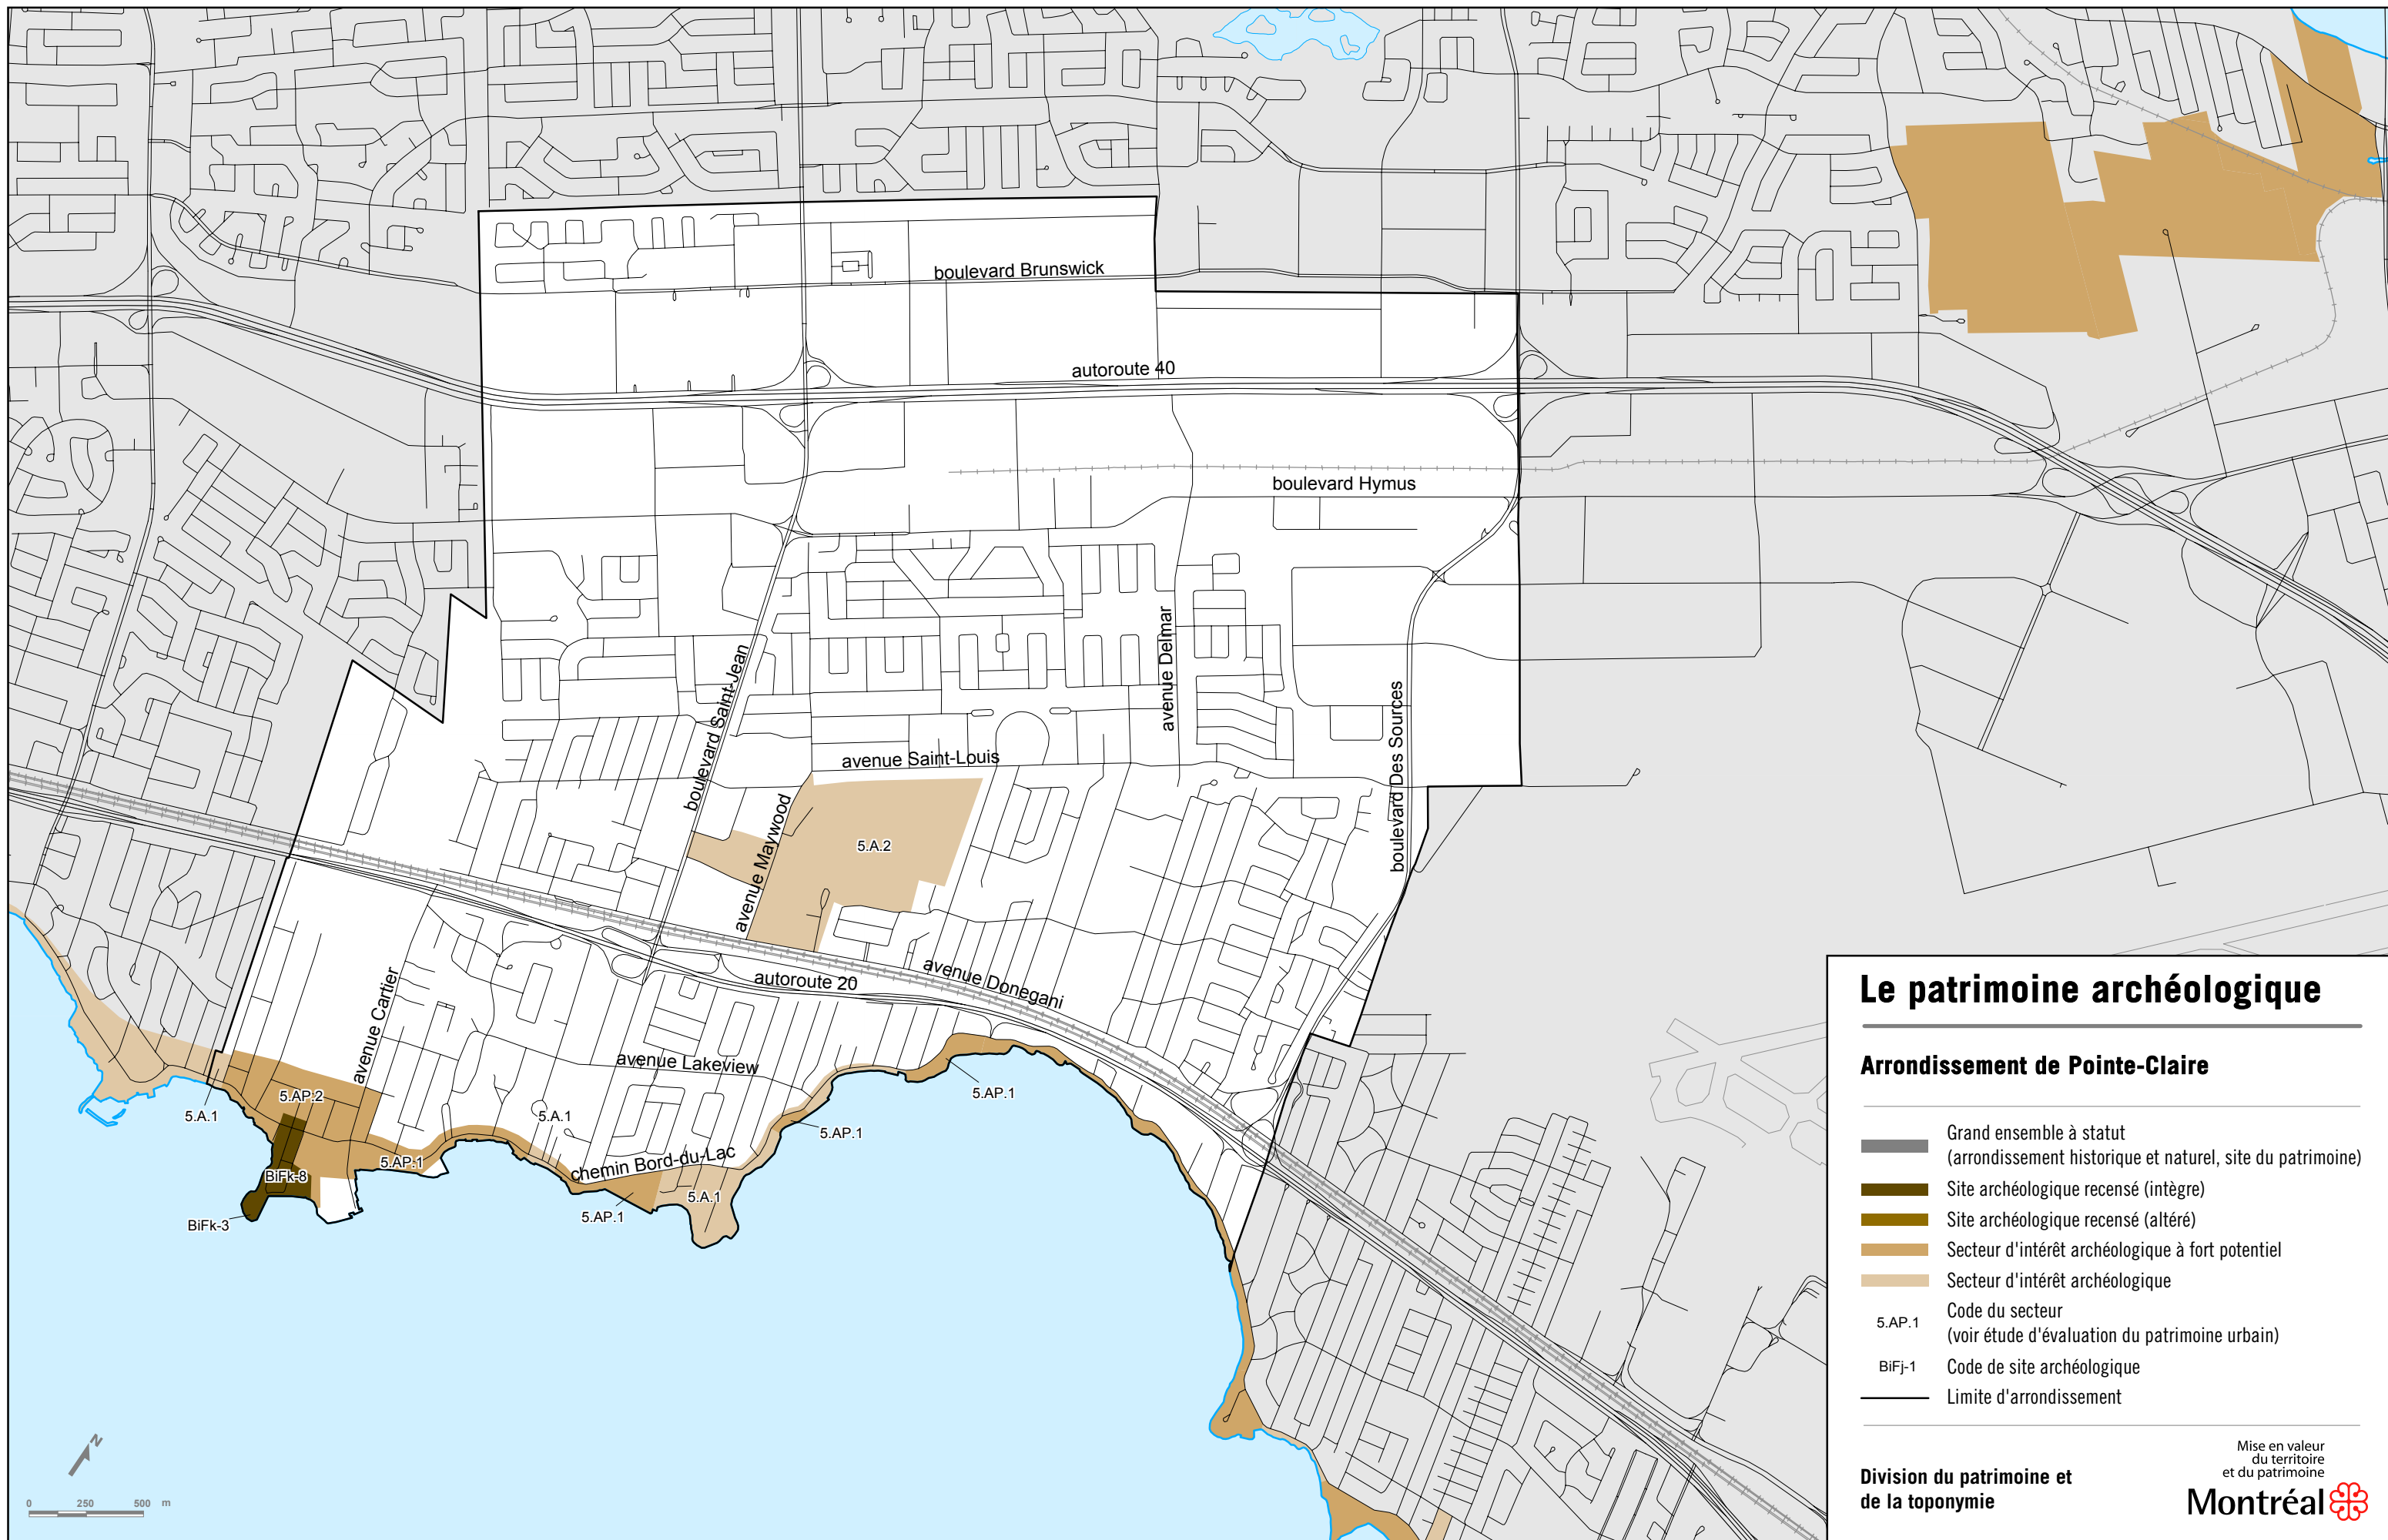 boulevard Brunswick
autoroute 40
boulevard Hymus
avenue Delmar
boulevard Saint-Jean
boulevard Des Sources
avenue Saint-Louis
avenue Maywood
5.A.2
avenue Donegani
autoroute 20
avenue Cartier
avenue Lakeview
5.AP.1
5.AP.2
5.A.1
5.A.1
5.AP.1
chemin Bord-du-Lac
5.AP.1
BiFk-8
5.A.1
5.AP.1
BiFk-3
N
0 250 500 m
Le patrimoine archéologique
Arrondissement de Pointe-Claire
Grand ensemble à statut
(arrondissement historique et naturel, site du patrimoine)
Site archéologique recensé (intègre)
Site archéologique recensé (altéré)
Secteur d'intérêt archéologique à fort potentiel
Secteur d'intérêt archéologique
5.AP.1 Code du secteur
(voir étude d'évaluation du patrimoine urbain)
BiFj-1 Code de site archéologique
Limite d'arrondissement
Division du patrimoine et
de la toponymie
Mise en valeur
du territoire
et du patrimoine
Montréal